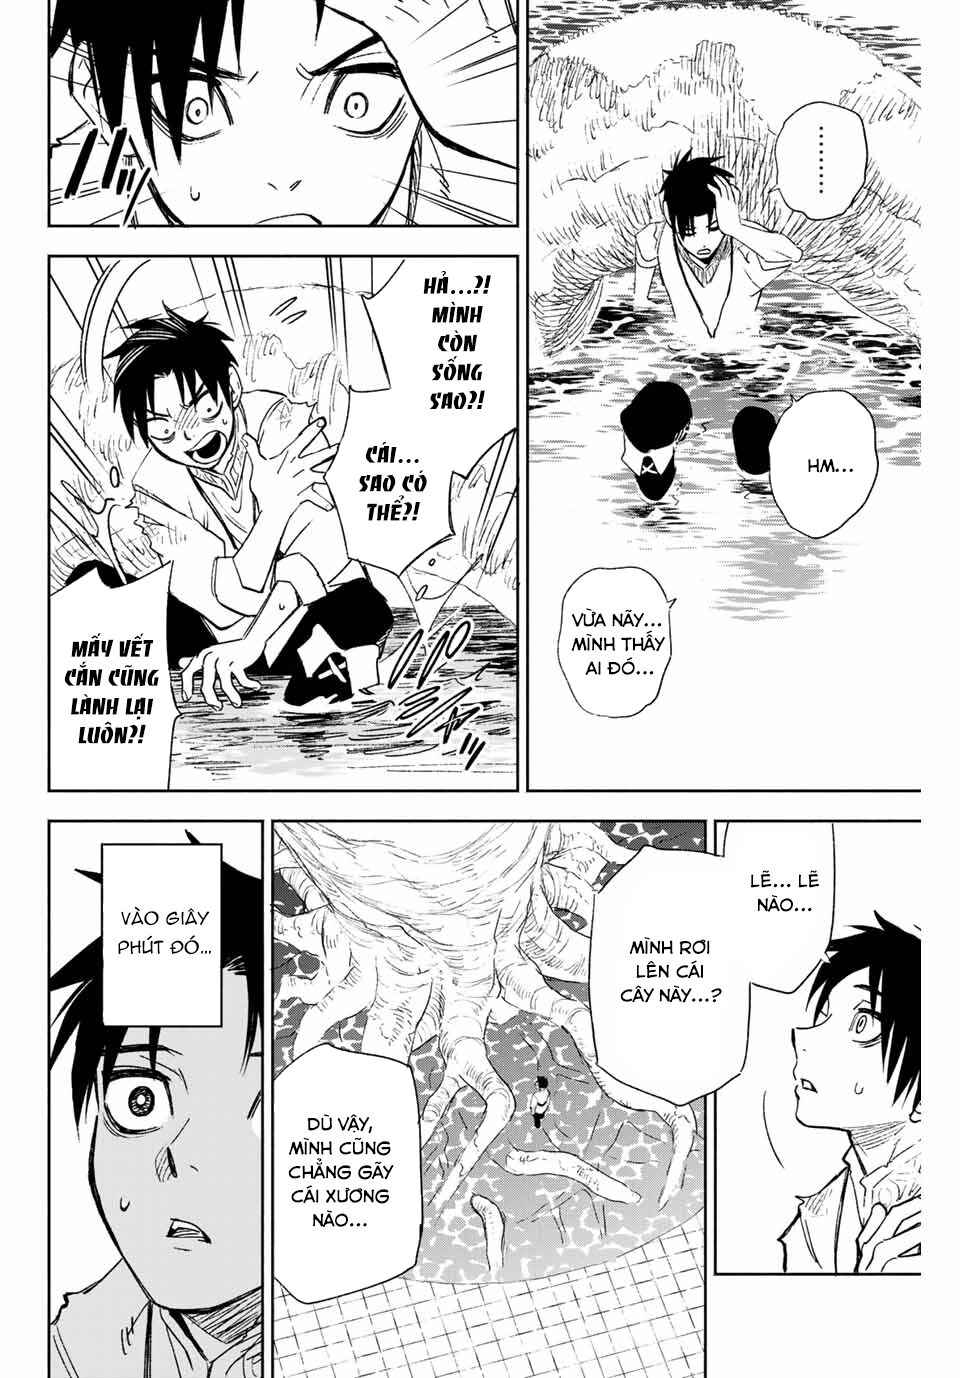 ........
HM...
VỪA NÃY...
MÌNH THẤY
AI ĐÓ...
HẢ...?!
MÌNH
CÒN
SỐNG
SAO?!
CÁI...
SAO CÓ
THỂ?!
MẤY VẾT
CẮN CŨNG
LÀNH LẠI
LUÔN?!
LẼ... LẼ
NÀO...
MÌNH RƠI
LÊN CÁI
CÂY NÀY...?
DÙ VẬY,
MÌNH CŨNG
CHẲNG GÃY
CÁI XƯƠNG
NÀO...
VÀO GIÂY
PHÚT ĐÓ...